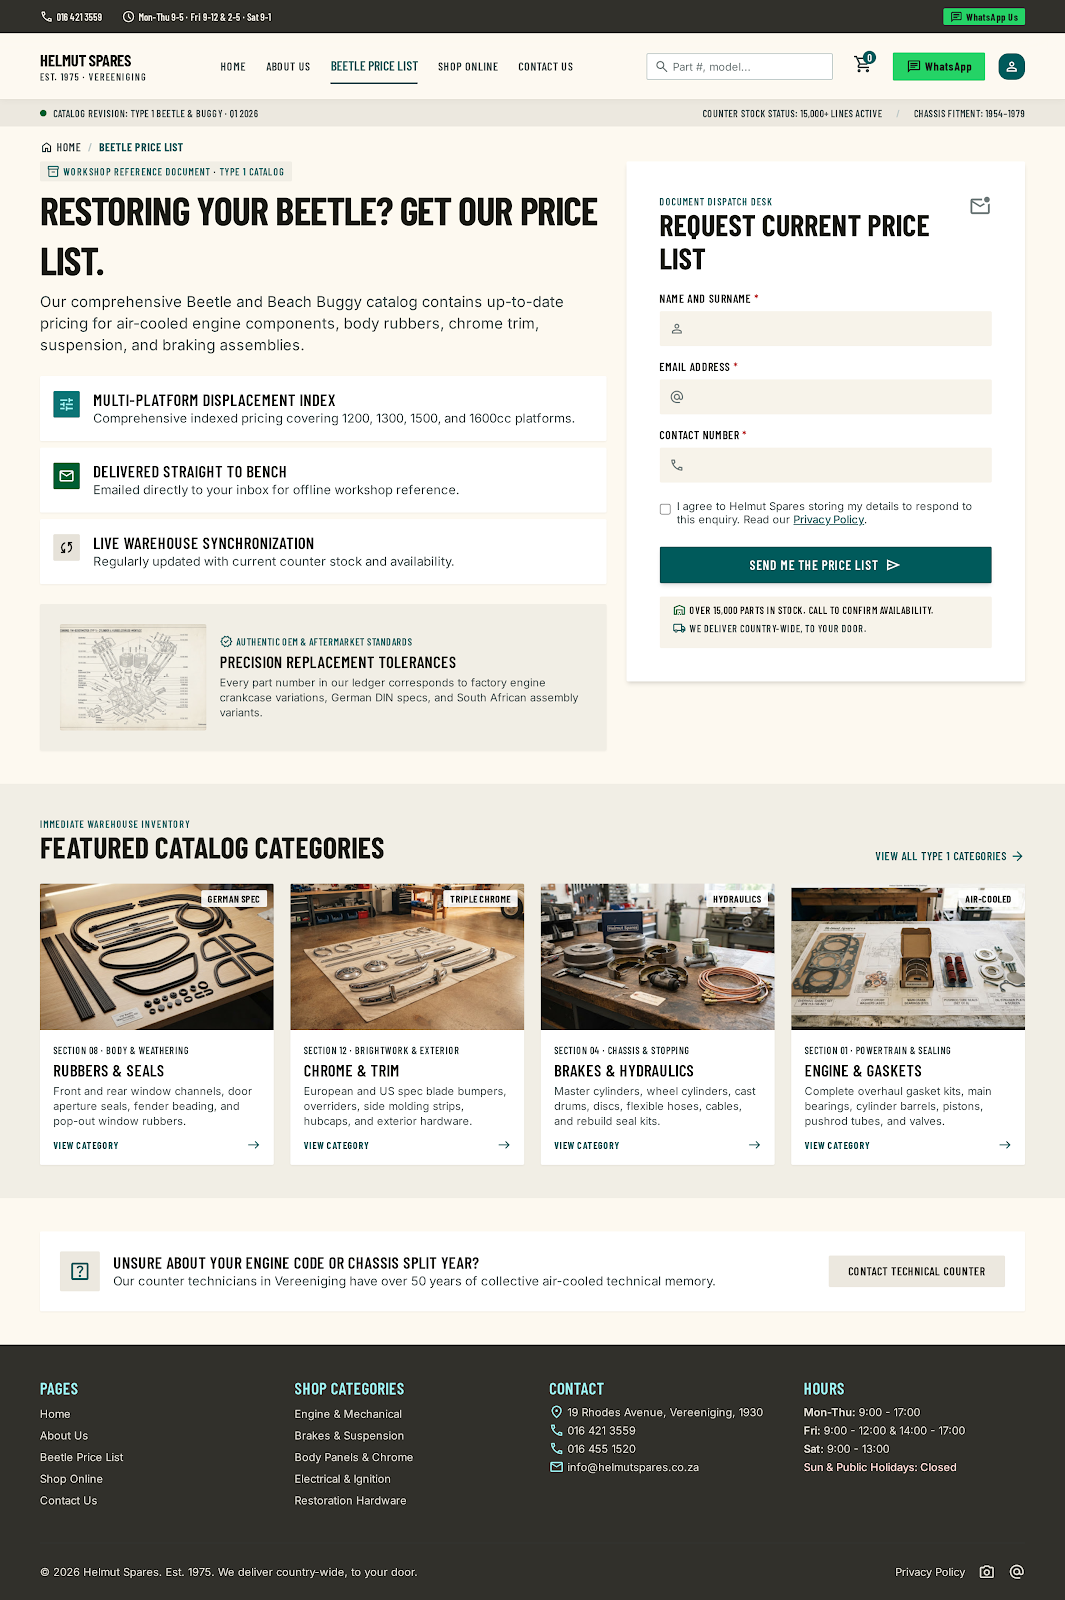 016 421 3559
Mon-Thu 9-5 · Fri 9-12 & 2-5 · Sat 9-1
WhatsApp Us
HELMUT SPARES
EST. 1975 · VEREENIGING
HOME
ABOUT US
BEETLE PRICE LIST
SHOP ONLINE
CONTACT US
Part #, model...
0
WhatsApp
CATALOG REVISION: TYPE 1 BEETLE & BUGGY · Q1 2026
COUNTER STOCK STATUS: 15,000+ LINES ACTIVE / CHASSIS FITMENT: 1954–1979
HOME / BEETLE PRICE LIST
WORKSHOP REFERENCE DOCUMENT · TYPE 1 CATALOG
RESTORING YOUR BEETLE? GET OUR PRICE
LIST.
Our comprehensive Beetle and Beach Buggy catalog contains up-to-date
pricing for air-cooled engine components, body rubbers, chrome trim,
suspension, and braking assemblies.
MULTI-PLATFORM DISPLACEMENT INDEX
Comprehensive indexed pricing covering 1200, 1300, 1500, and 1600cc platforms.
DELIVERED STRAIGHT TO BENCH
Emailed directly to your inbox for offline workshop reference.
LIVE WAREHOUSE SYNCHRONIZATION
Regularly updated with current counter stock and availability.
AUTHENTIC OEM & AFTERMARKET STANDARDS
PRECISION REPLACEMENT TOLERANCES
Every part number in our ledger corresponds to factory engine
crankcase variations, German DIN specs, and South African assembly
variants.
DOCUMENT DISPATCH DESK
REQUEST CURRENT PRICE
LIST
NAME AND SURNAME *
EMAIL ADDRESS *
CONTACT NUMBER *
I agree to Helmut Spares storing my details to respond to
this enquiry. Read our Privacy Policy.
SEND ME THE PRICE LIST
OVER 15,000 PARTS IN STOCK. CALL TO CONFIRM AVAILABILITY.
WE DELIVER COUNTRY-WIDE, TO YOUR DOOR.
IMMEDIATE WAREHOUSE INVENTORY
FEATURED CATALOG CATEGORIES
VIEW ALL TYPE 1 CATEGORIES
GERMAN SPEC
SECTION 08 · BODY & WEATHERING
RUBBERS & SEALS
Front and rear window channels, door
aperture seals, fender beading, and
pop-out window rubbers.
VIEW CATEGORY
TRIPLE CHROME
SECTION 12 · BRIGHTWORK & EXTERIOR
CHROME & TRIM
European and US spec blade bumpers,
overriders, side molding strips,
hubcaps, and exterior hardware.
VIEW CATEGORY
HYDRAULICS
Helmut Spares
SECTION 04 · CHASSIS & STOPPING
BRAKES & HYDRAULICS
Master cylinders, wheel cylinders, cast
drums, discs, flexible hoses, cables,
and rebuild seal kits.
VIEW CATEGORY
AIR-COOLED
Helmut Spares
SECTION 01 · POWERTRAIN & SEALING
ENGINE & GASKETS
Complete overhaul gasket kits, main
bearings, cylinder barrels, pistons,
pushrod tubes, and valves.
VIEW CATEGORY
UNSURE ABOUT YOUR ENGINE CODE OR CHASSIS SPLIT YEAR?
Our counter technicians in Vereeniging have over 50 years of collective air-cooled technical memory.
CONTACT TECHNICAL COUNTER
PAGES
Home
About Us
Beetle Price List
Shop Online
Contact Us
SHOP CATEGORIES
Engine & Mechanical
Brakes & Suspension
Body Panels & Chrome
Electrical & Ignition
Restoration Hardware
CONTACT
19 Rhodes Avenue, Vereeniging, 1930
016 421 3559
016 455 1520
info@helmutspares.co.za
HOURS
Mon-Thu: 9:00 - 17:00
Fri: 9:00 - 12:00 & 14:00 - 17:00
Sat: 9:00 - 13:00
Sun & Public Holidays: Closed
© 2026 Helmut Spares. Est. 1975. We deliver country-wide, to your door.
Privacy Policy